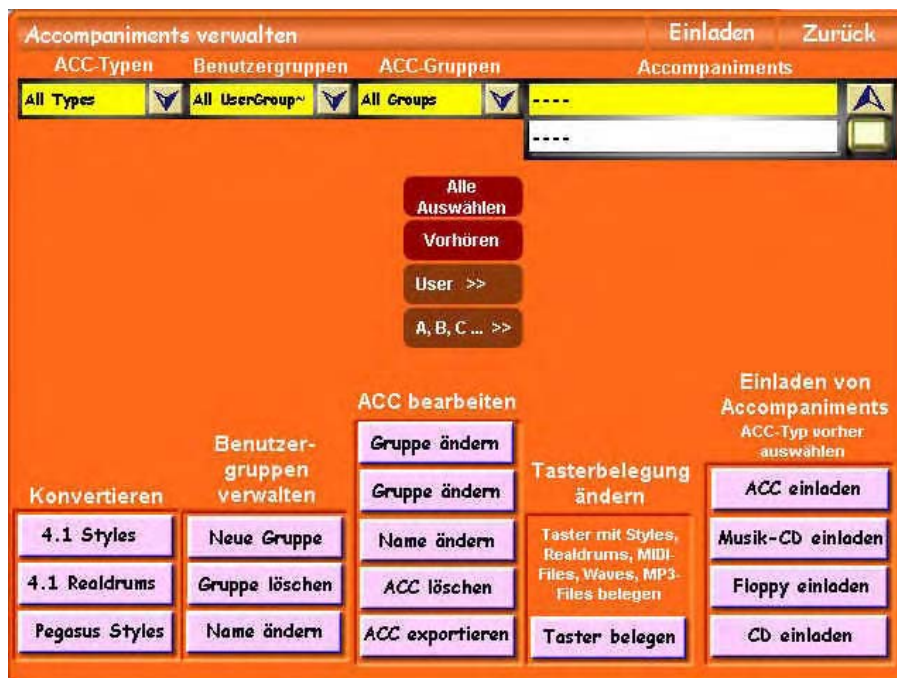 Accompaniments verwalten
Einladen
Zurück
ACC-Typen
Benutzergruppen
ACC-Gruppen
Accompaniments
All Types
All UserGroup~
All Groups
----
----
Alle
Auswählen
Vorhören
User >>
A, B, C ... >>
Konvertieren
4.1 Styles
4.1 Realdrums
Pegasus Styles
Benutzer-
gruppen
verwalten
Neue Gruppe
Gruppe löschen
Name ändern
ACC bearbeiten
Gruppe ändern
Gruppe ändern
Name ändern
ACC löschen
ACC exportieren
Tasterbelegung
ändern
Taster mit Styles,
Realdrums, MIDI-
Files, Waves, MP3-
Files belegen
Taster belegen
Einladen von
Accompaniments
ACC-Typ vorher
auswählen
ACC einladen
Musik-CD einladen
Floppy einladen
CD einladen